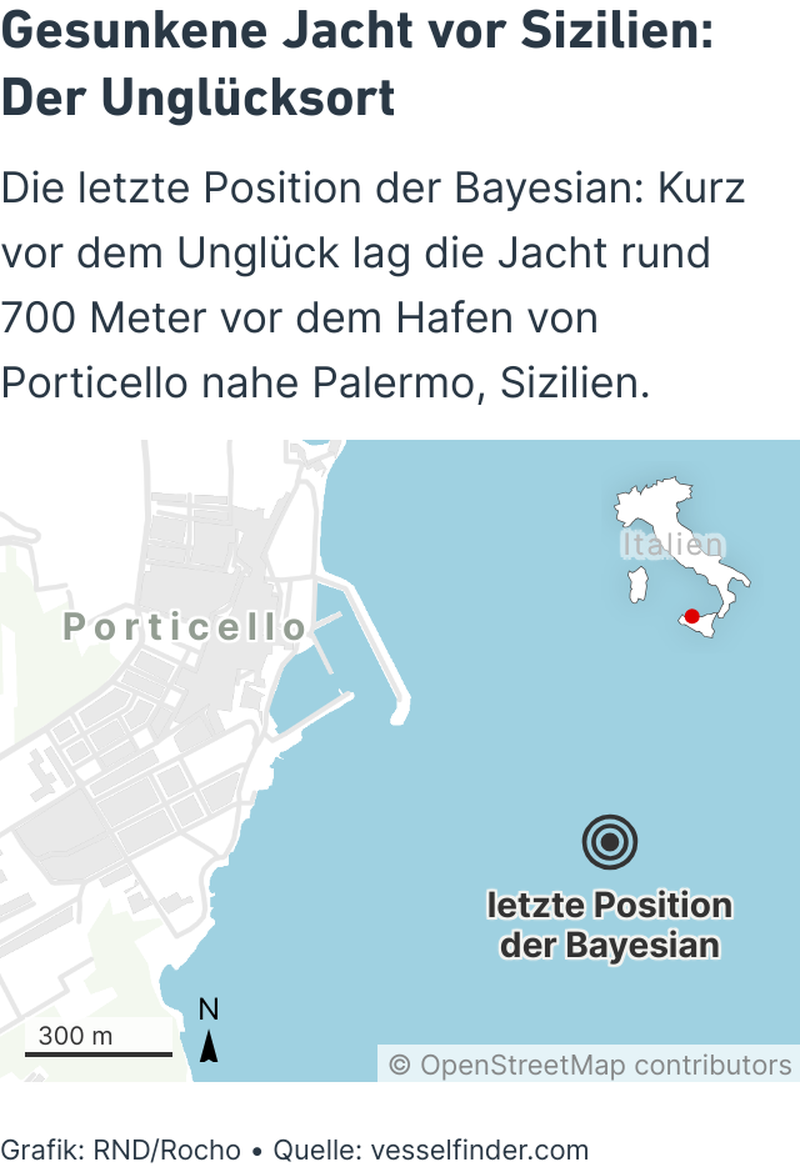 Gesunkene Jacht vor Sizilien:
Der Unglücksort
Die letzte Position der Bayesian: Kurz
vor dem Unglück lag die Jacht rund
700 Meter vor dem Hafen von
Porticello nahe Palermo, Sizilien.
Italien
Porticello
letzte Position
der Bayesian
N
300 m
© OpenStreetMap contributors
Grafik: RND/Rocho • Quelle: vesselfinder.com